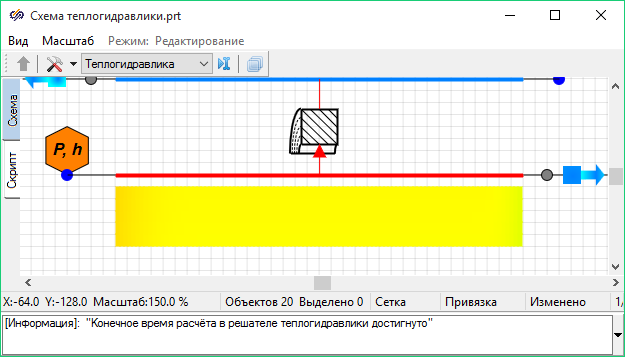 Схема теплогидравлики.prt
Вид Масштаб Режим: Редактирование
Теплогидравлика
Схема
Скрипт
P, h
X:-64.0 Y:-128.0 Масштаб:150.0 % Объектов 20 Выделено 0 Сетка Привязка Изменено 1/
[Информация]: "Конечное время расчёта в решателе теплогидравлики достигнуто"